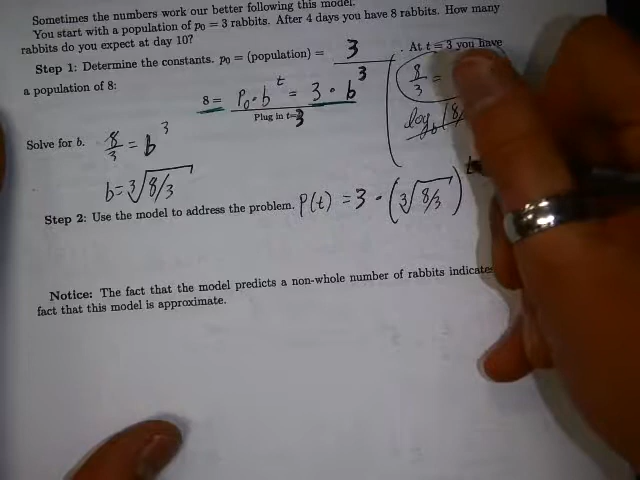 Sometimes the numbers work our better following this model.
You start with a population of p₀ = 3 rabbits. After 4 days you have 8 rabbits. How many
rabbits do you expect at day 10?
Step 1: Determine the constants. p₀ = (population) = 3 . At t = 3 you have
a population of 8:
8 = P₀ · b^t = 3 · b^3
Plug in t=3
8/3 =
log_b (8/
Solve for b. 8/3 = b^3
b = ∛8/3
Step 2: Use the model to address the problem. P(t) = 3 · (∛8/3)^t
Notice: The fact that the model predicts a non-whole number of rabbits indicates
fact that this model is approximate.